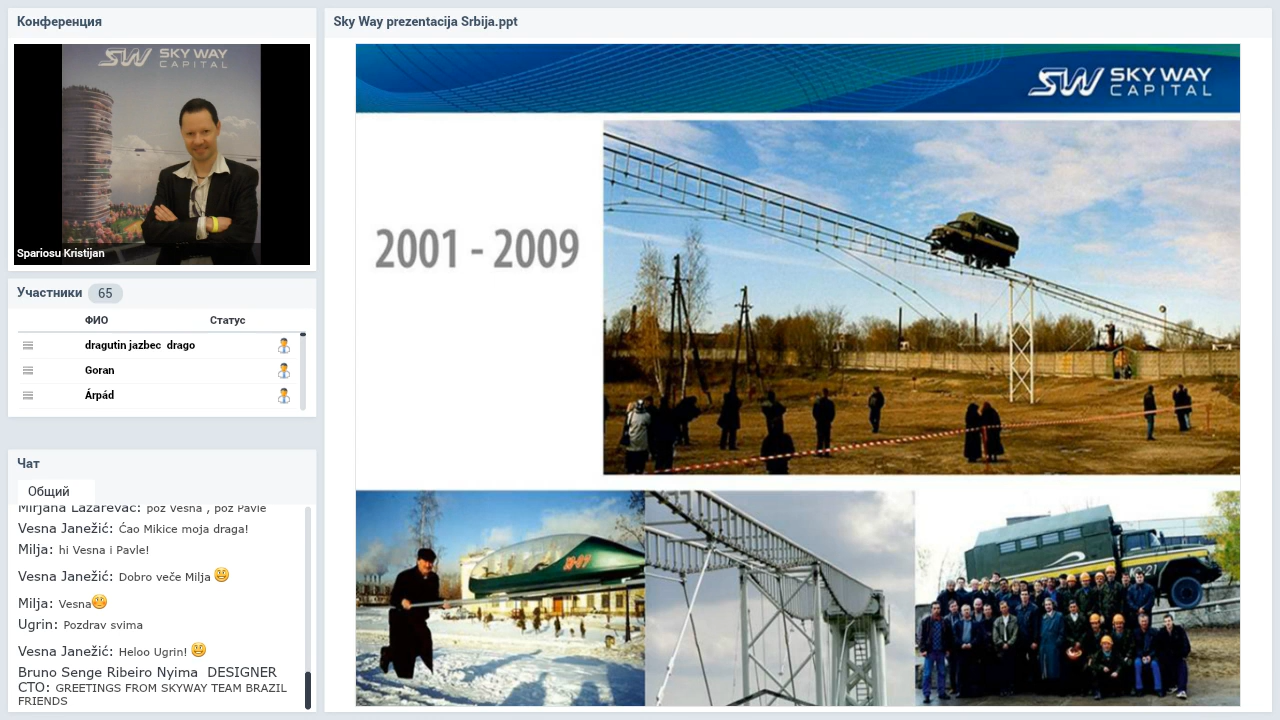 Конференция
SKY WAY
CAPITAL
Spariosu Kristijan
Участники 65
ФИО Статус
dragutin jazbec drago
Goran
Árpád
Чат
Общий
Mirjana Lazarevac: poz Vesna , poz Pavle
Vesna Janežić: Ćao Mikice moja draga!
Milja: hi Vesna i Pavle!
Vesna Janežić: Dobro veče Milja
Milja: Vesna
Ugrin: Pozdrav svima
Vesna Janežić: Heloo Ugrin!
Bruno Senge Ribeiro Nyima DESIGNER
CTO: GREETINGS FROM SKYWAY TEAM BRAZIL
FRIENDS
Sky Way prezentacija Srbija.ppt
SW SKY WAY
CAPITAL
2001 - 2009